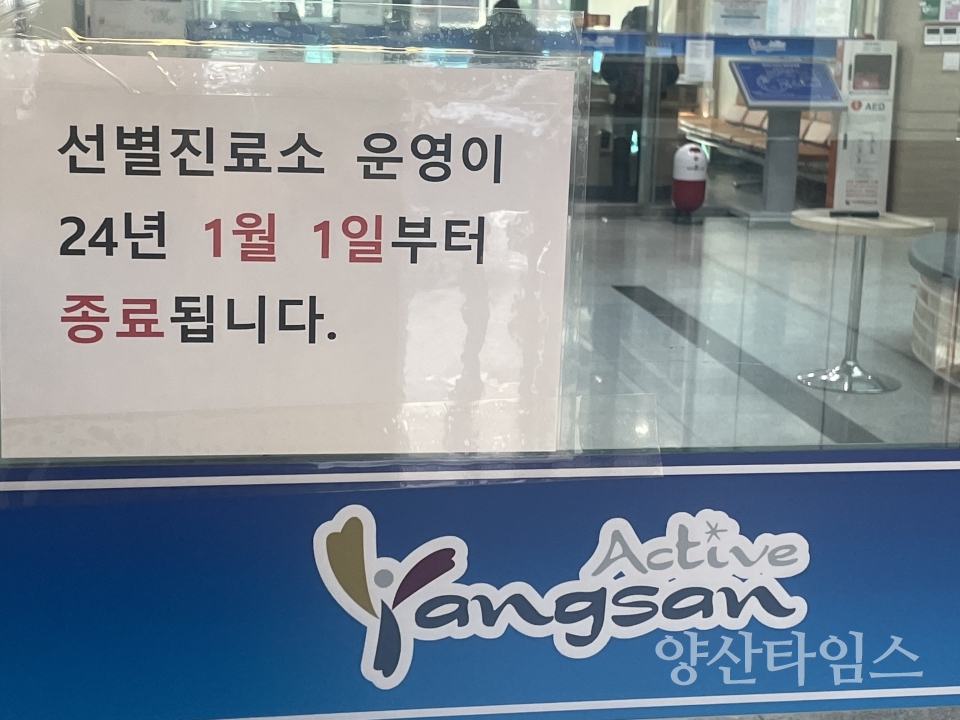 선별진료소 운영이
24년 1월 1일부터
종료됩니다.
AED
Active
Yangsan
양산타임스